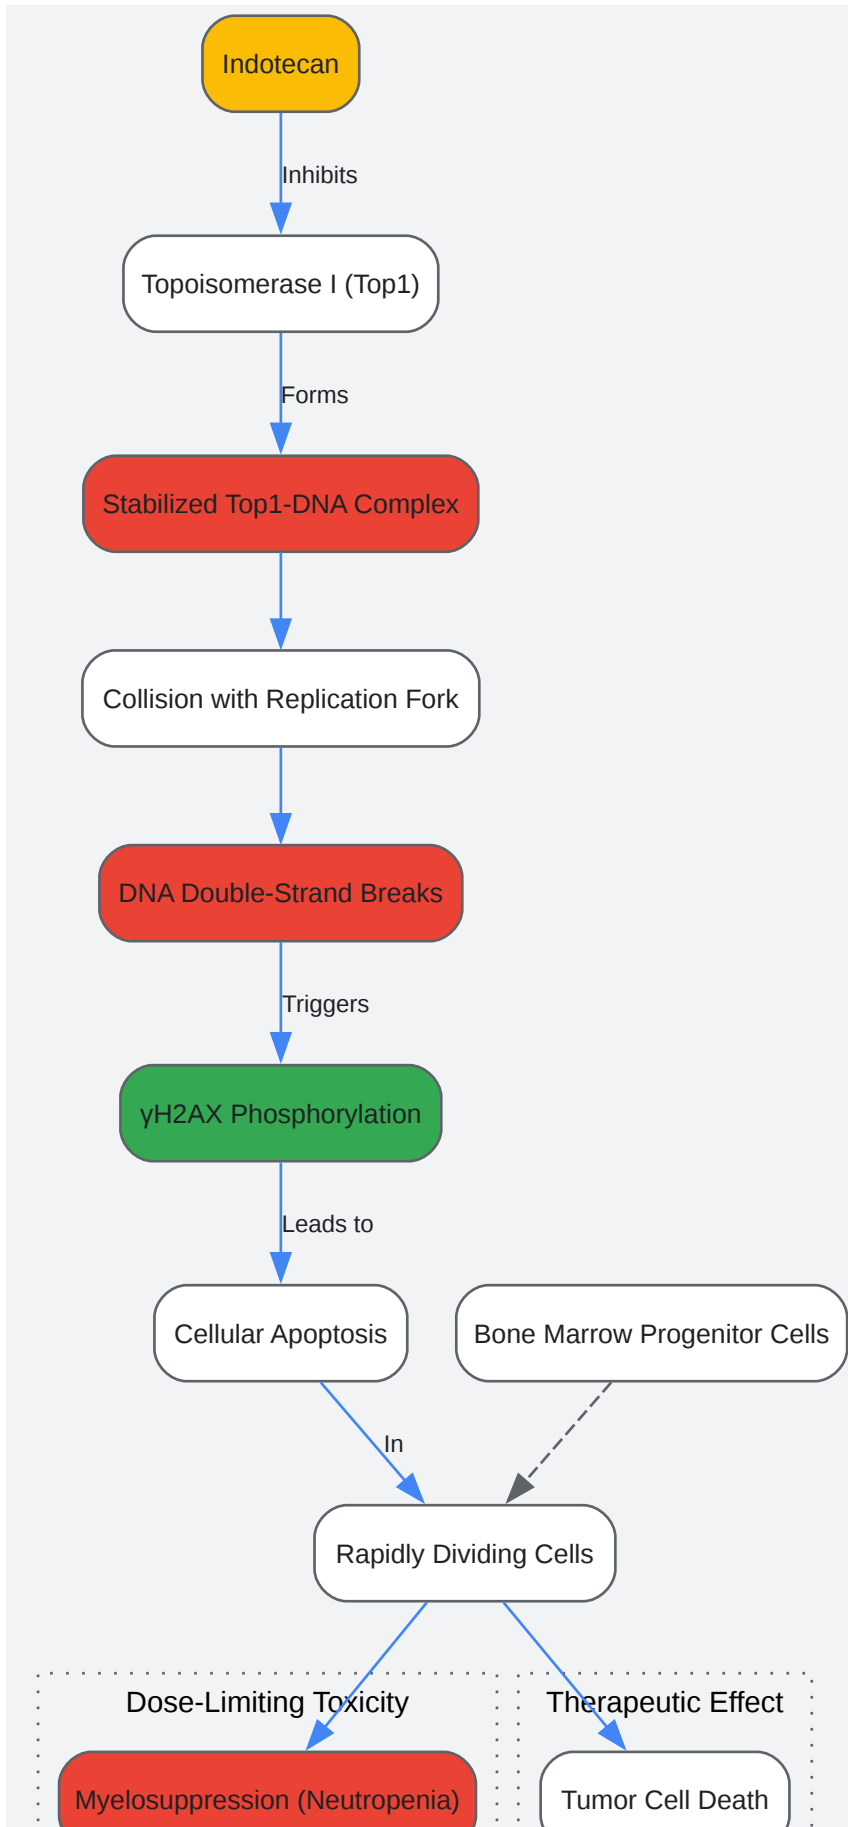 Indotecan
Inhibits
Topoisomerase I (Top1)
Forms
Stabilized Top1-DNA Complex
Collision with Replication Fork
DNA Double-Strand Breaks
Triggers
γH2AX Phosphorylation
Leads to
Cellular Apoptosis
Bone Marrow Progenitor Cells
In
Rapidly Dividing Cells
Dose-Limiting Toxicity
Therapeutic Effect
Myelosuppression (Neutropenia)
Tumor Cell Death